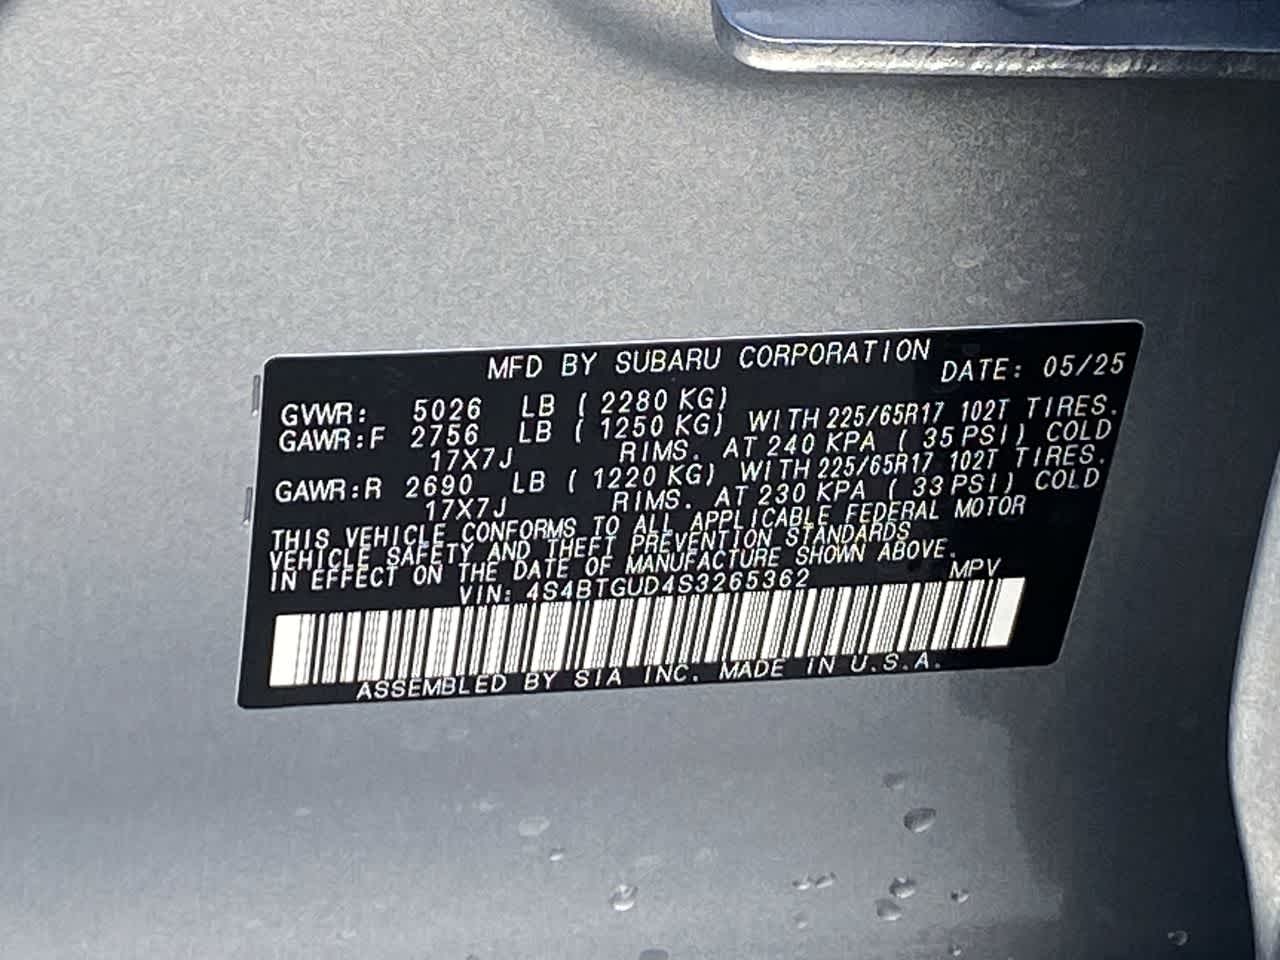 MFD BY SUBARU CORPORATION DATE: 05/25
GVWR: 5026 LB ( 2280 KG)
GAWR:F 2756 LB ( 1250 KG) WITH 225/65R17 102T TIRES.
17X7J RIMS. AT 240 KPA ( 35 PSI) COLD
GAWR:R 2690 LB ( 1220 KG) WITH 225/65R17 102T TIRES.
17X7J RIMS. AT 230 KPA ( 33 PSI) COLD
THIS VEHICLE CONFORMS TO ALL APPLICABLE FEDERAL MOTOR
VEHICLE SAFETY AND THEFT PREVENTION STANDARDS
IN EFFECT ON THE DATE OF MANUFACTURE SHOWN ABOVE.
VIN: 4S4BTGUD4S3265362 MPV
ASSEMBLED BY SIA INC. MADE IN U.S.A.